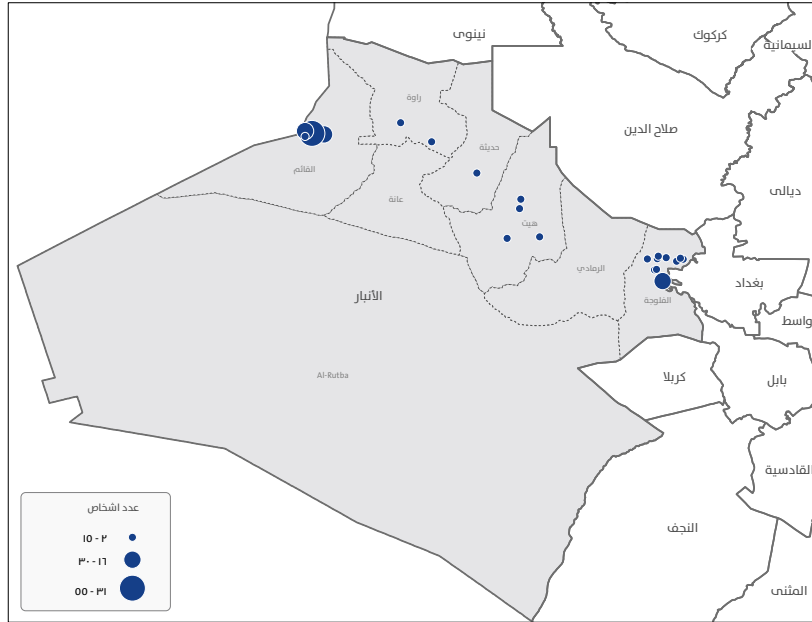 نينوى
كركوك
السيمانية
راوة
صلاح الدين
حديثة
القائم
ديالى
عانة
هيت
الرمادي
بغداد
الأنبار
الفلوجة
واسط
Al-Rutba
كربلا
بابل
القادسية
عدد اشخاص
٢ - ١٥
١٦ - ٣٠
٣١ - ٥٥
النجف
المثنى